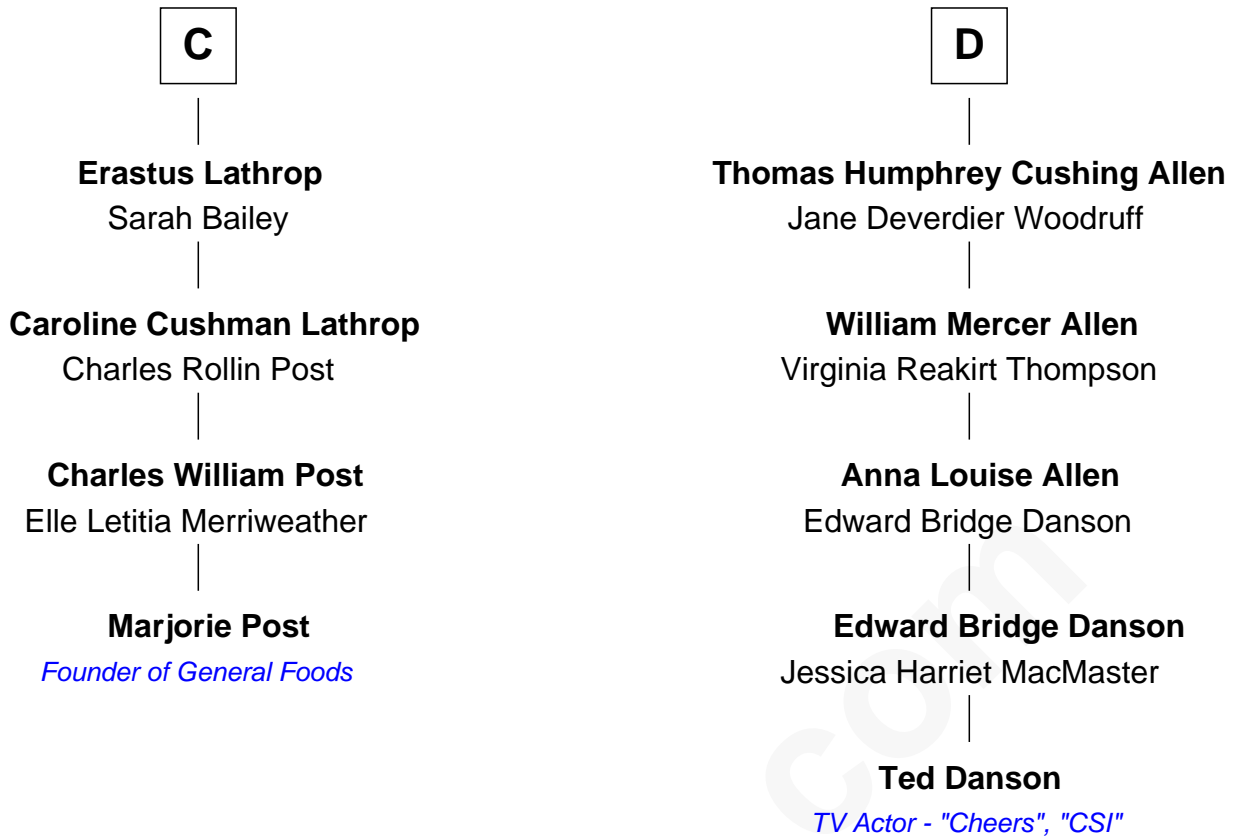 C
Erastus Lathrop
Sarah Bailey
Caroline Cushman Lathrop
Charles Rollin Post
Charles William Post
Elle Letitia Merriweather
Marjorie Post
Founder of General Foods
D
Thomas Humphrey Cushing Allen
Jane Deverdier Woodruff
William Mercer Allen
Virginia Reakirt Thompson
Anna Louise Allen
Edward Bridge Danson
Edward Bridge Danson
Jessica Harriet MacMaster
Ted Danson
TV Actor - "Cheers", "CSI"
com